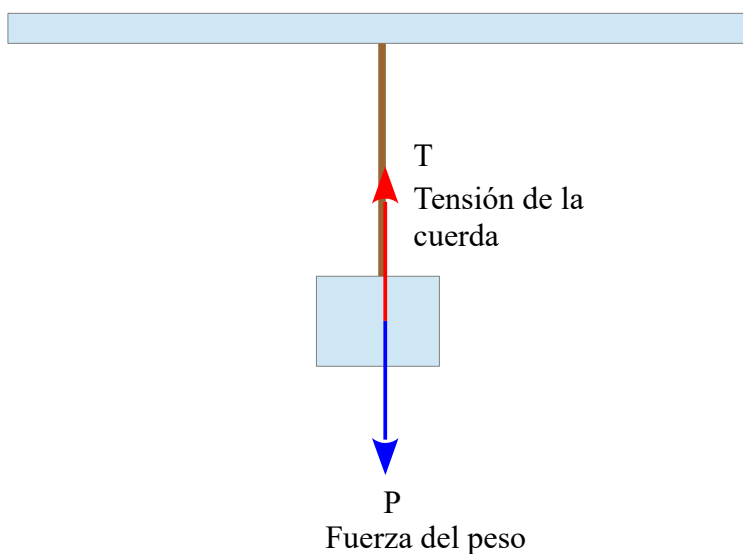 T
Tensión de la
cuerda
P
Fuerza del peso